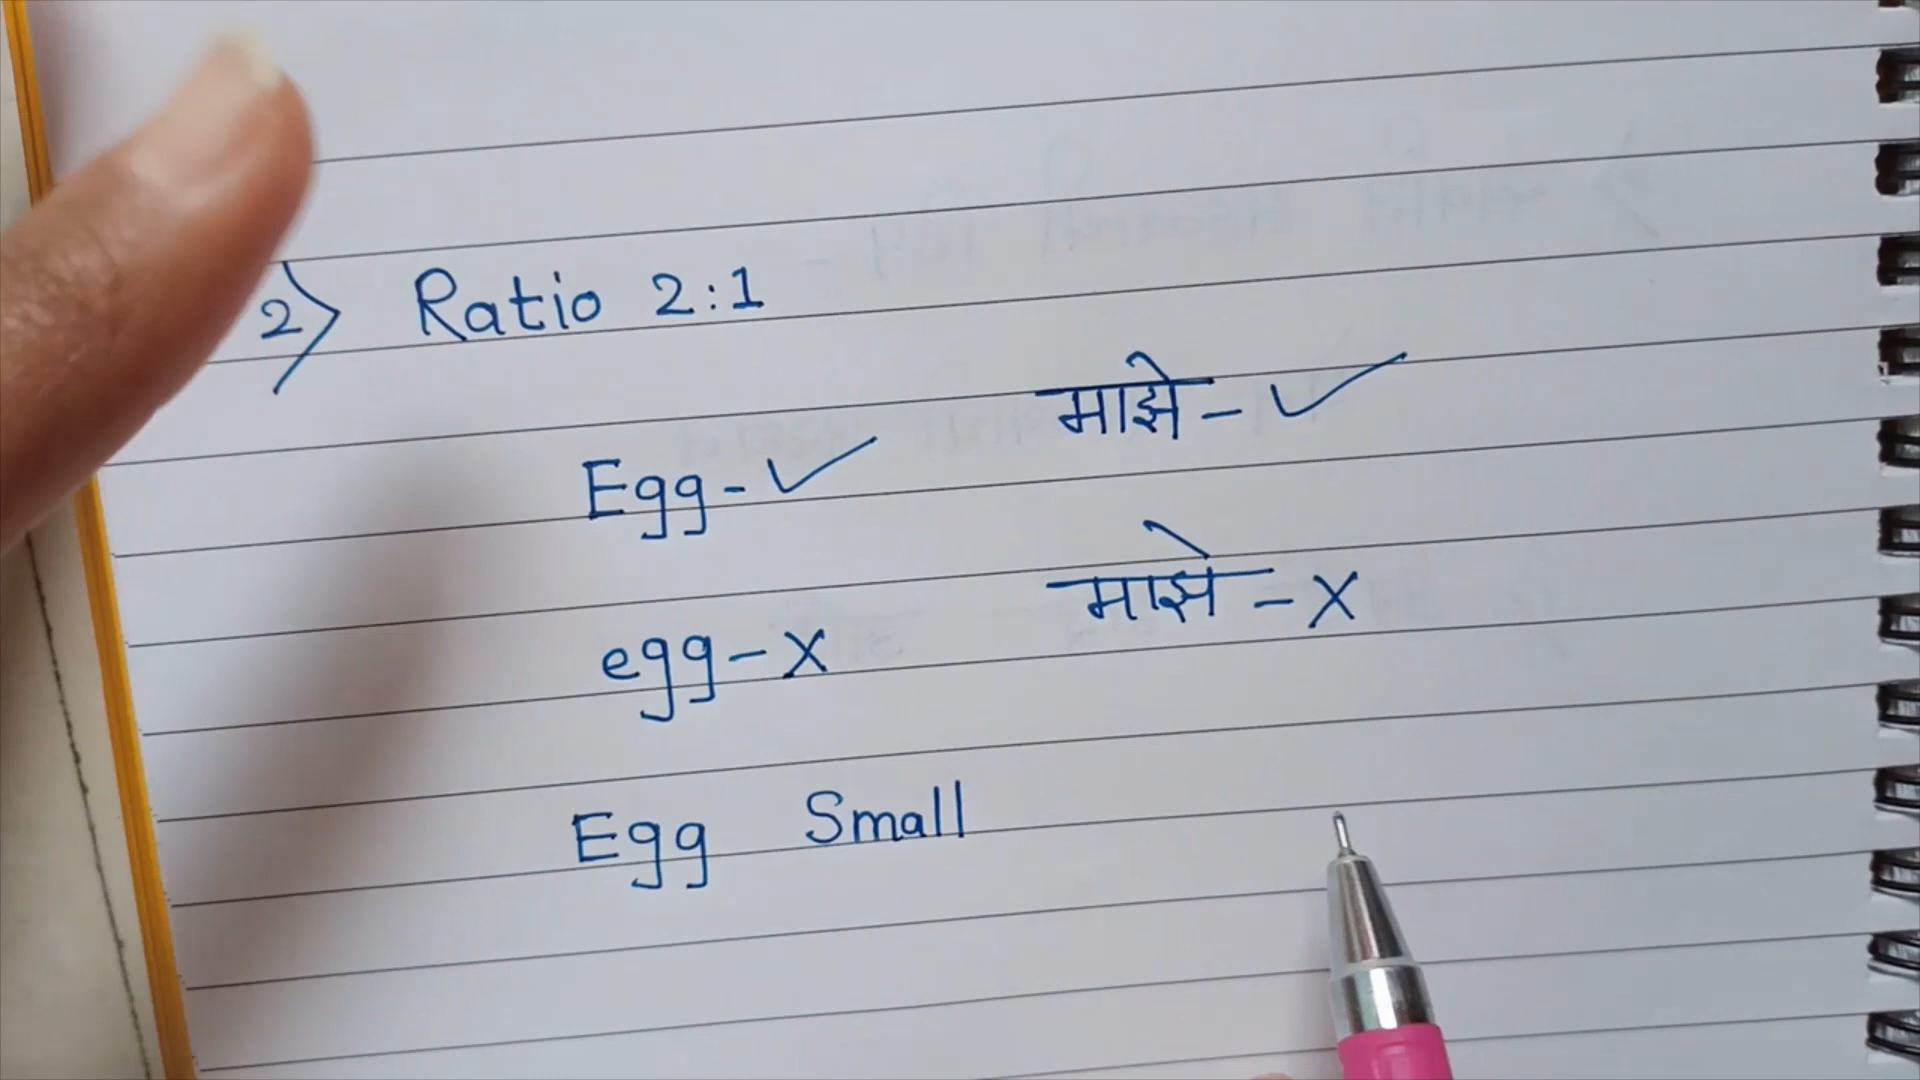 2) Ratio 2:1
माझे - ✓
Egg - ✓
माझे - X
egg - X
Egg Small